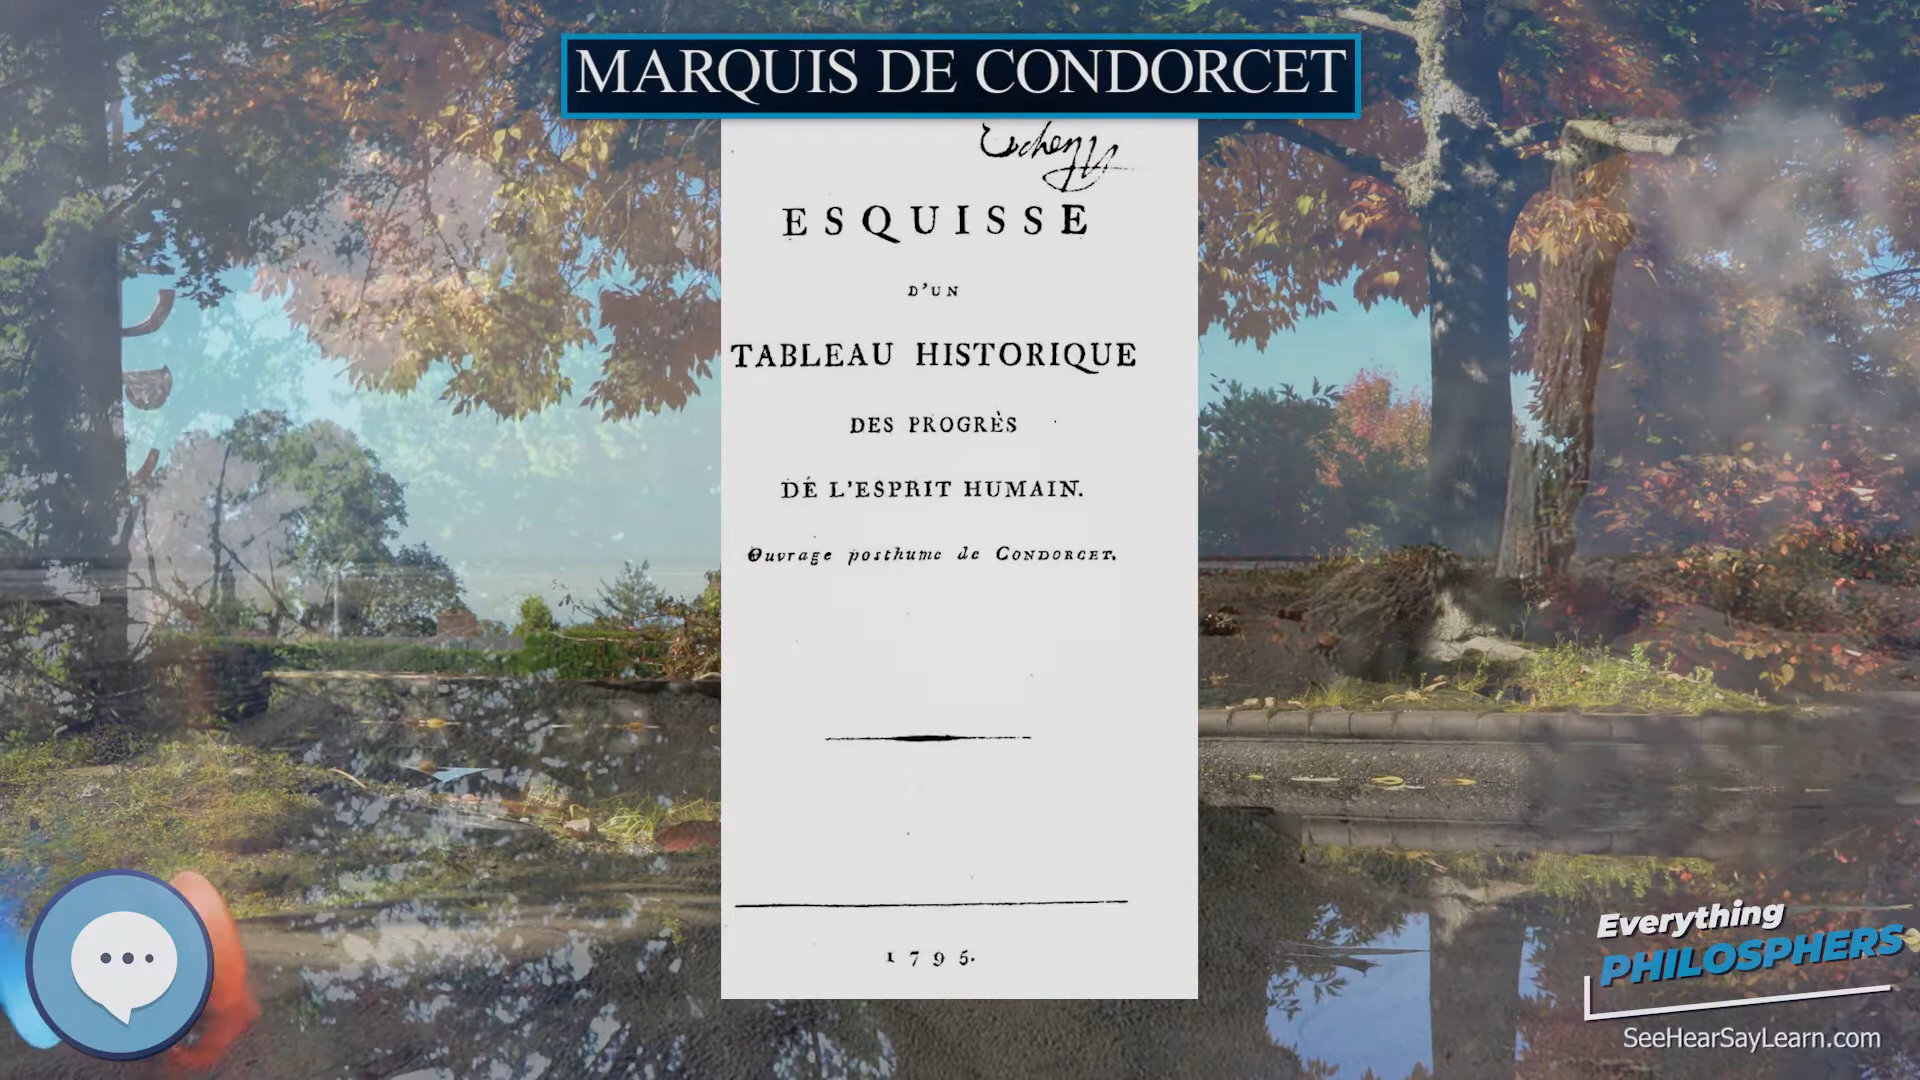 MARQUIS DE CONDORCET
ESQUISSE
D'UN
TABLEAU HISTORIQUE
DES PROGRÈS
DÉ L'ESPRIT HUMAIN.
Ouvrage posthume de CONDORCET.
1795.
Everything
PHILOSPHERS
SeeHearSayLearn.com